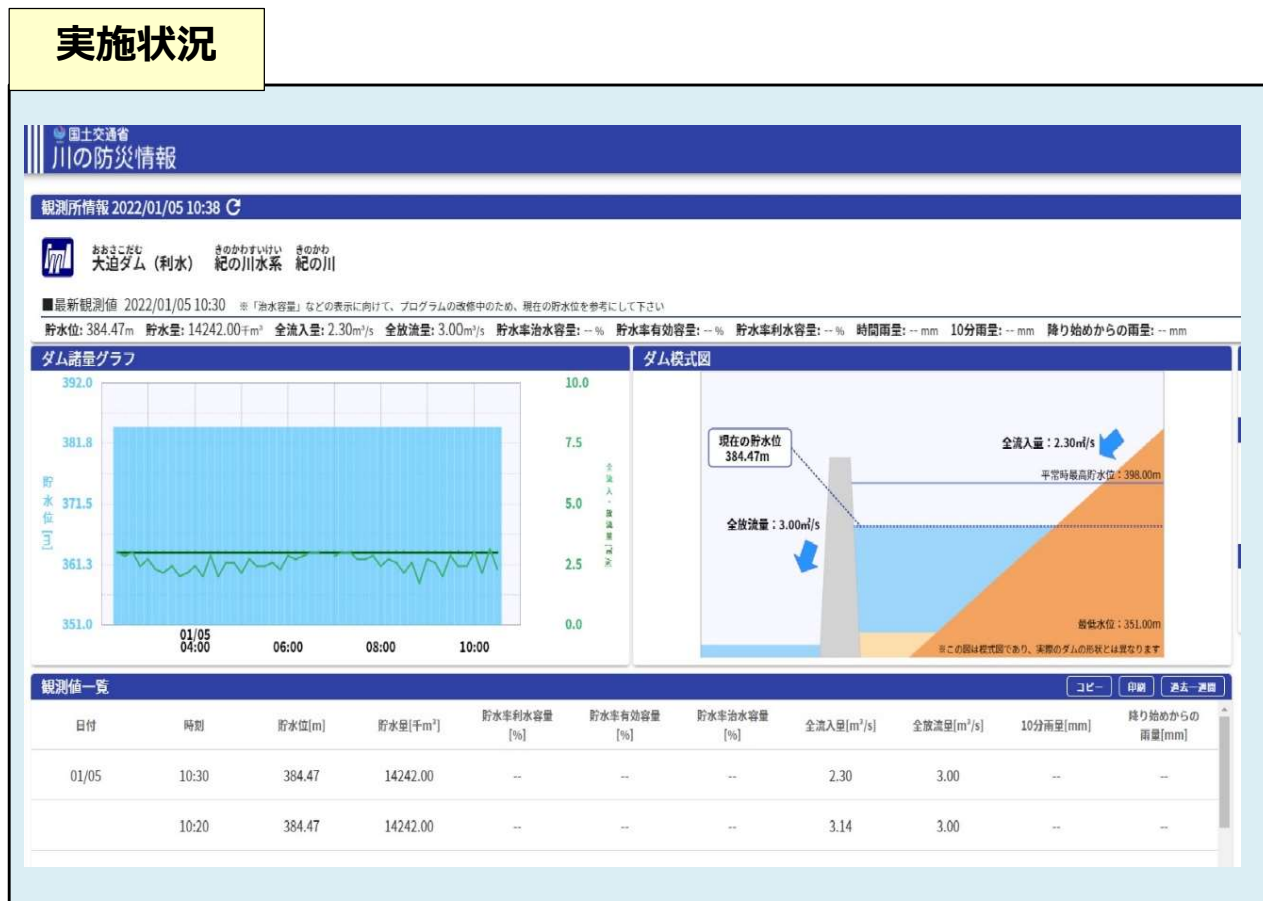 実施状況
国土交通省
川の防災情報
観測所情報 2022/01/05 10:38
おおさこだむ きのかわすいけい きのかわ
大迫ダム（利水） 紀の川水系 紀の川
■最新観測値 2022/01/05 10:30 ※「治水容量」などの表示に向けて、プログラムの改修中のため、現在の貯水位を参考にして下さい
貯水位: 384.47m 貯水量: 14242.00千m³ 全流入量: 2.30m³/s 全放流量: 3.00m³/s 貯水率治水容量: -- % 貯水率有効容量: -- % 貯水率利水容量: -- % 時間雨量: -- mm 10分雨量: -- mm 降り始めからの雨量: -- mm
ダム諸量グラフ
392.0
381.8
371.5
361.3
351.0
貯水位[m]
10.0
7.5
5.0
2.5
0.0
全流入・放流量[m³/s]
01/05
04:00 06:00 08:00 10:00
ダム模式図
現在の貯水位
384.47m
全流入量：2.30㎥/s
平常時最高貯水位：398.00m
全放流量：3.00㎥/s
最低水位：351.00m
※この図は模式図であり、実際のダムの形状とは異なります
観測値一覧 コピー 印刷 過去一週間
日付 時刻 貯水位[m] 貯水量[千m³] 貯水率利水容量[%] 貯水率有効容量[%] 貯水率治水容量[%] 全流入量[m³/s] 全放流量[m³/s] 10分雨量[mm] 降り始めからの雨量[mm]
01/05 10:30 384.47 14242.00 -- -- -- 2.30 3.00 -- --
10:20 384.47 14242.00 -- -- -- 3.14 3.00 -- --